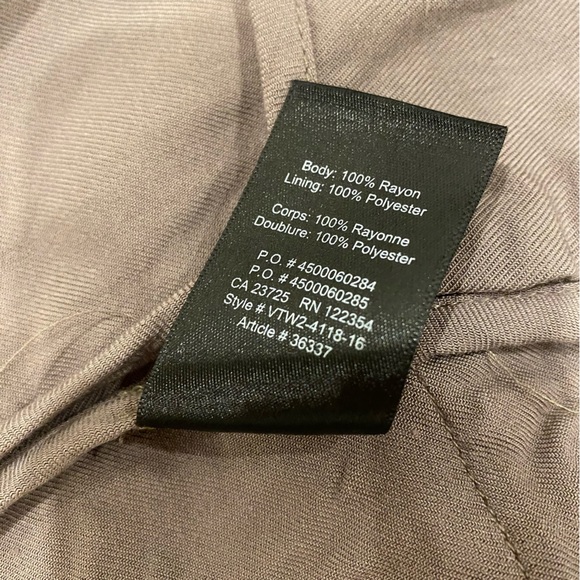 Body: 100% Rayon
Lining: 100% Polyester
Corps: 100% Rayonne
Doublure: 100% Polyester
P.O. # 4500060284
P.O. # 4500060285
CA 23725 RN 122354
Style # VTW2-4118-16
Article # 36337